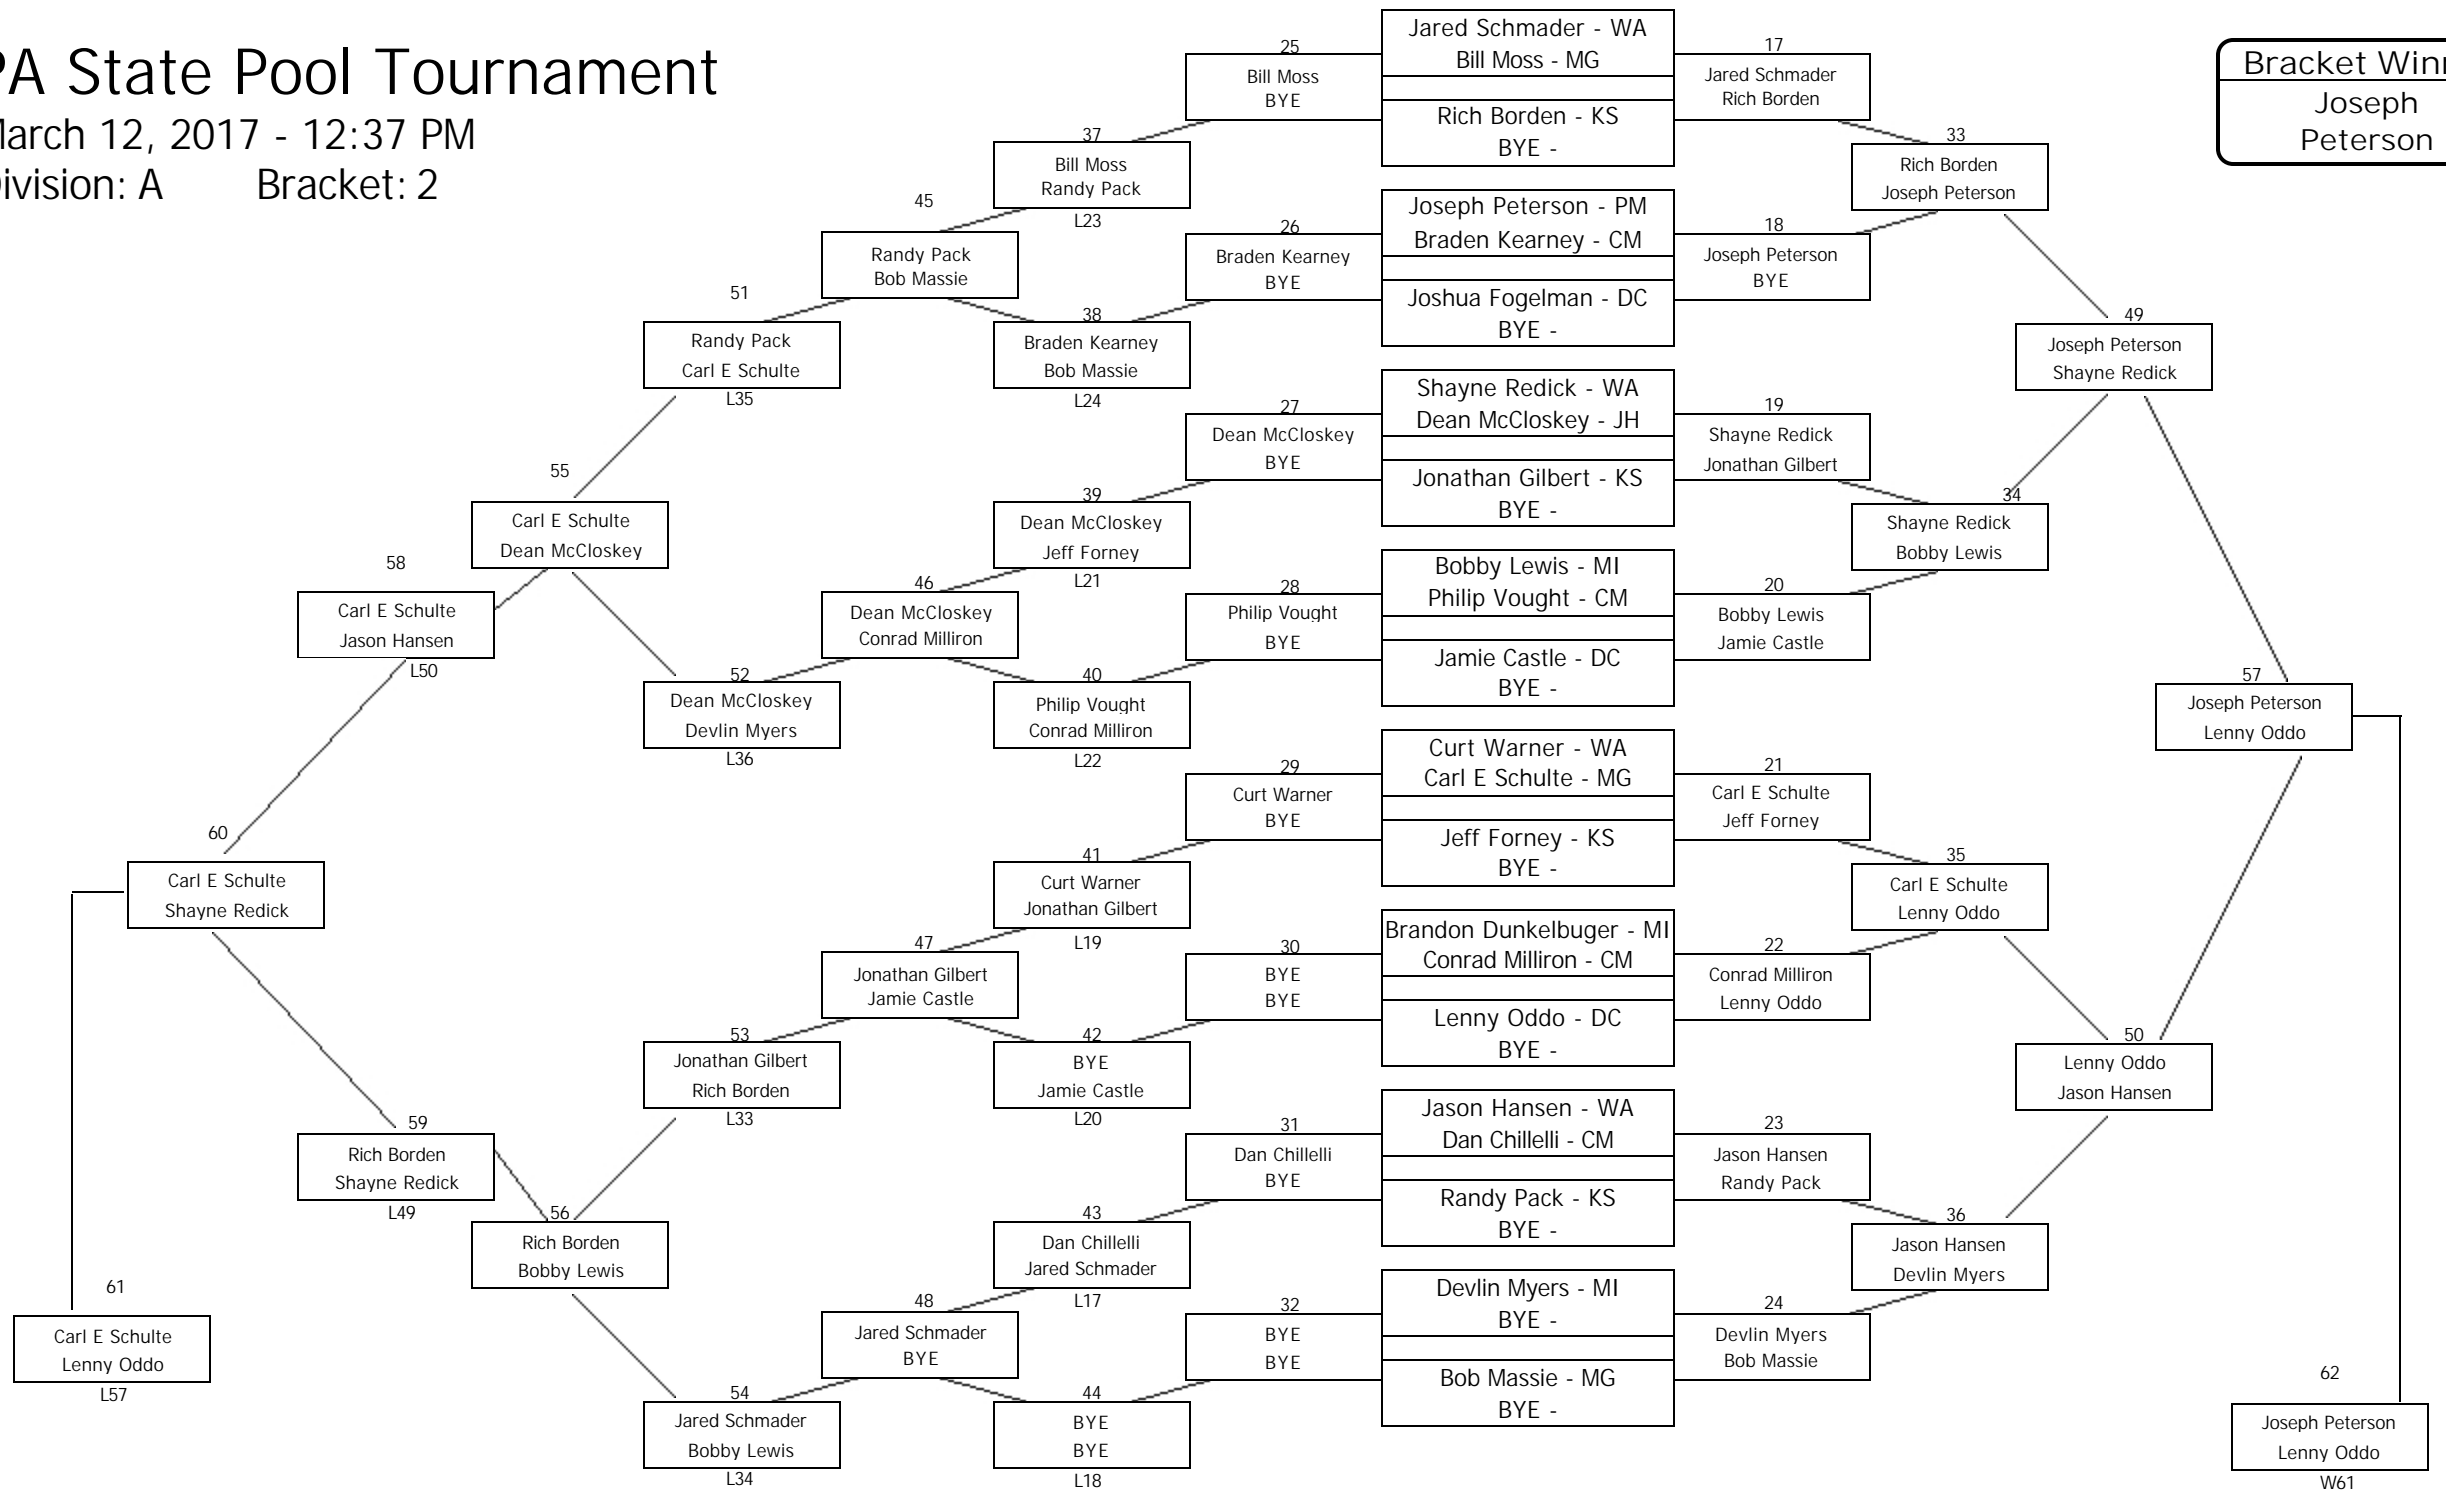 PA State Pool Tournament
March 12, 2017 - 12:37 PM
Division: A Bracket: 2
Bracket Winn
Joseph
Peterson
61
Carl E Schulte
Lenny Oddo
L57
60
Carl E Schulte
Shayne Redick
58
Carl E Schulte
Jason Hansen
L50
59
Rich Borden
Shayne Redick
L49
55
Carl E Schulte
Dean McCloskey
56
Rich Borden
Bobby Lewis
51
Randy Pack
Carl E Schulte
L35
52
Dean McCloskey
Devlin Myers
L36
53
Jonathan Gilbert
Rich Borden
L33
54
Jared Schmader
Bobby Lewis
L34
45
Randy Pack
Bob Massie
46
Dean McCloskey
Conrad Milliron
47
Jonathan Gilbert
Jamie Castle
48
Jared Schmader
BYE
37
Bill Moss
Randy Pack
L23
38
Braden Kearney
Bob Massie
L24
39
Dean McCloskey
Jeff Forney
L21
40
Philip Vought
Conrad Milliron
L22
41
Curt Warner
Jonathan Gilbert
L19
42
BYE
Jamie Castle
L20
43
Dan Chillelli
Jared Schmader
L17
44
BYE
BYE
L18
25
Bill Moss
BYE
26
Braden Kearney
BYE
27
Dean McCloskey
BYE
28
Philip Vought
BYE
29
Curt Warner
BYE
30
BYE
BYE
31
Dan Chillelli
BYE
32
BYE
BYE
Jared Schmader - WA
Bill Moss - MG
Rich Borden - KS
BYE -
Joseph Peterson - PM
Braden Kearney - CM
Joshua Fogelman - DC
BYE -
Shayne Redick - WA
Dean McCloskey - JH
Jonathan Gilbert - KS
BYE -
Bobby Lewis - MI
Philip Vought - CM
Jamie Castle - DC
BYE -
Curt Warner - WA
Carl E Schulte - MG
Jeff Forney - KS
BYE -
Brandon Dunkelbuger - MI
Conrad Milliron - CM
Lenny Oddo - DC
BYE -
Jason Hansen - WA
Dan Chillelli - CM
Randy Pack - KS
BYE -
Devlin Myers - MI
BYE -
Bob Massie - MG
BYE -
17
Jared Schmader
Rich Borden
18
Joseph Peterson
BYE
19
Shayne Redick
Jonathan Gilbert
20
Bobby Lewis
Jamie Castle
21
Carl E Schulte
Jeff Forney
22
Conrad Milliron
Lenny Oddo
23
Jason Hansen
Randy Pack
24
Devlin Myers
Bob Massie
33
Rich Borden
Joseph Peterson
34
Shayne Redick
Bobby Lewis
35
Carl E Schulte
Lenny Oddo
36
Jason Hansen
Devlin Myers
49
Joseph Peterson
Shayne Redick
50
Lenny Oddo
Jason Hansen
57
Joseph Peterson
Lenny Oddo
62
Joseph Peterson
Lenny Oddo
W61